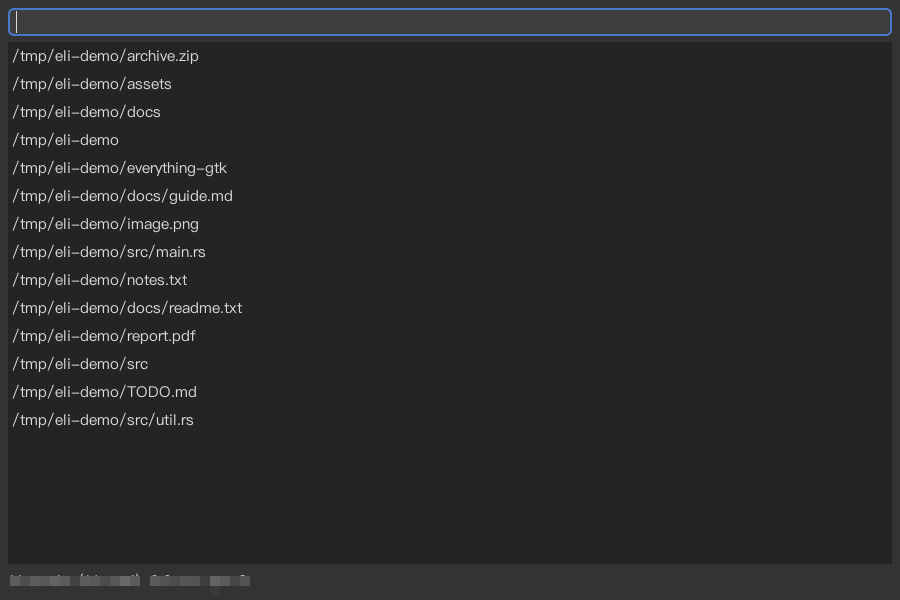 /tmp/eli-demo/archive.zip
/tmp/eli-demo/assets
/tmp/eli-demo/docs
/tmp/eli-demo
/tmp/eli-demo/everything-gtk
/tmp/eli-demo/docs/guide.md
/tmp/eli-demo/image.png
/tmp/eli-demo/src/main.rs
/tmp/eli-demo/notes.txt
/tmp/eli-demo/docs/readme.txt
/tmp/eli-demo/report.pdf
/tmp/eli-demo/src
/tmp/eli-demo/TODO.md
/tmp/eli-demo/src/util.rs